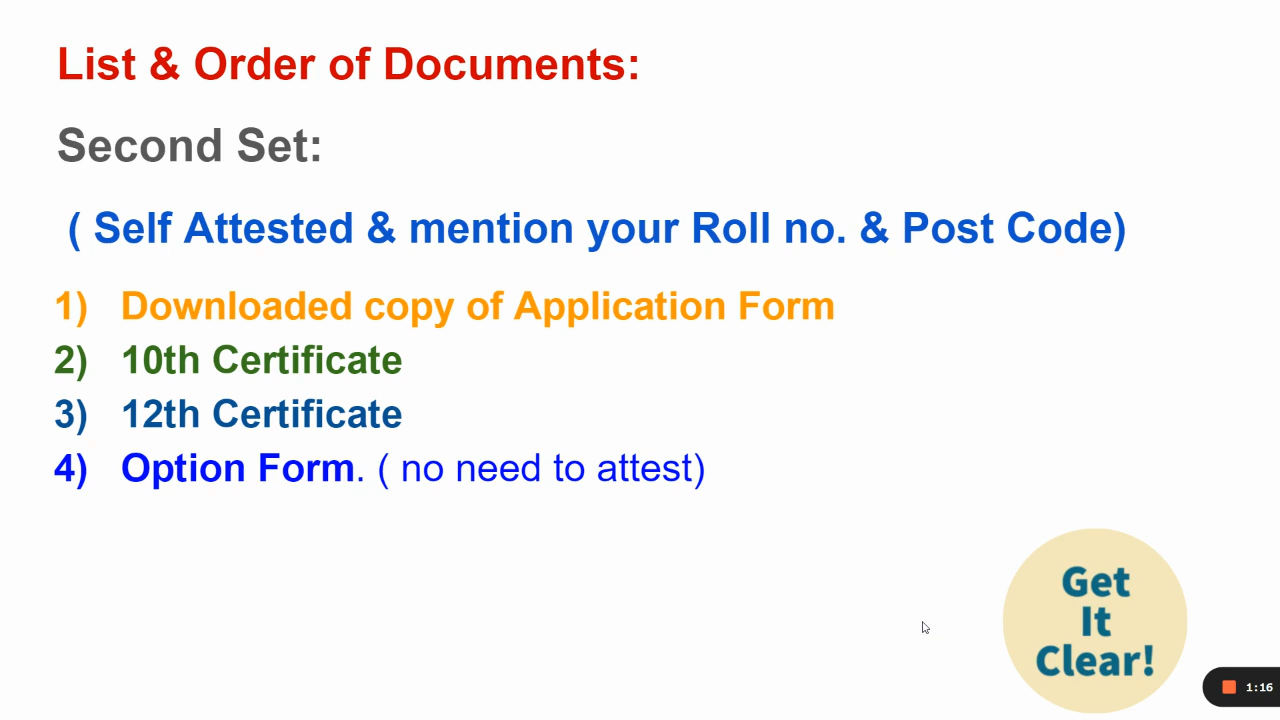 List & Order of Documents:
Second Set:
( Self Attested & mention your Roll no. & Post Code)
1) Downloaded copy of Application Form
2) 10th Certificate
3) 12th Certificate
4) Option Form. ( no need to attest)
Get
It
Clear!
1:16